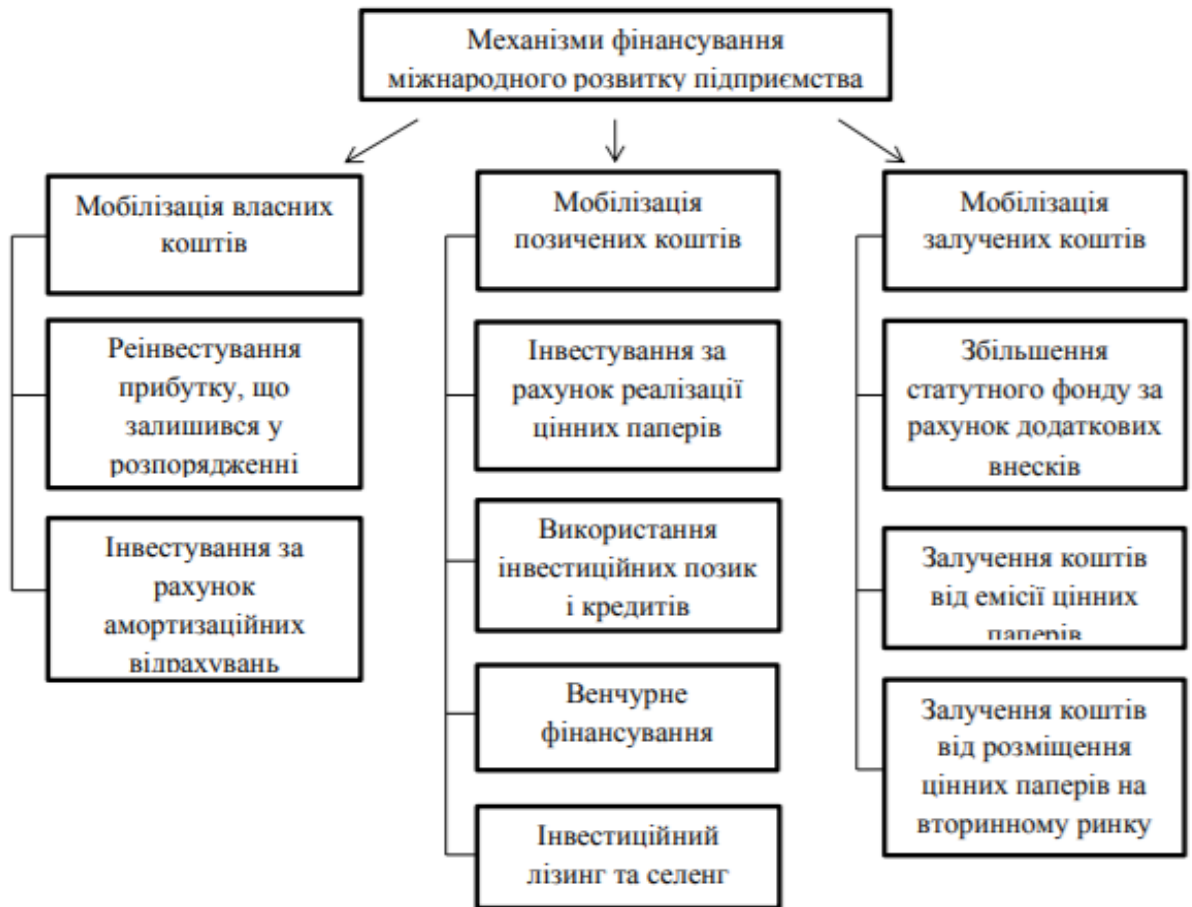 Механізми фінансування
міжнародного розвитку підприємства
Мобілізація власних
коштів
Реінвестування
прибутку, що
залишився у
розпорядженні
Інвестування за
рахунок
амортизаційних
відрахувань
Мобілізація
позичених коштів
Інвестування за
рахунок реалізації
цінних паперів
Використання
інвестиційних позик
і кредитів
Венчурне
фінансування
Інвестиційний
лізинг та селенг
Мобілізація
залучених коштів
Збільшення
статутного фонду за
рахунок додаткових
внесків
Залучення коштів
від емісії цінних
паперів
Залучення коштів
від розміщення
цінних паперів на
вторинному ринку